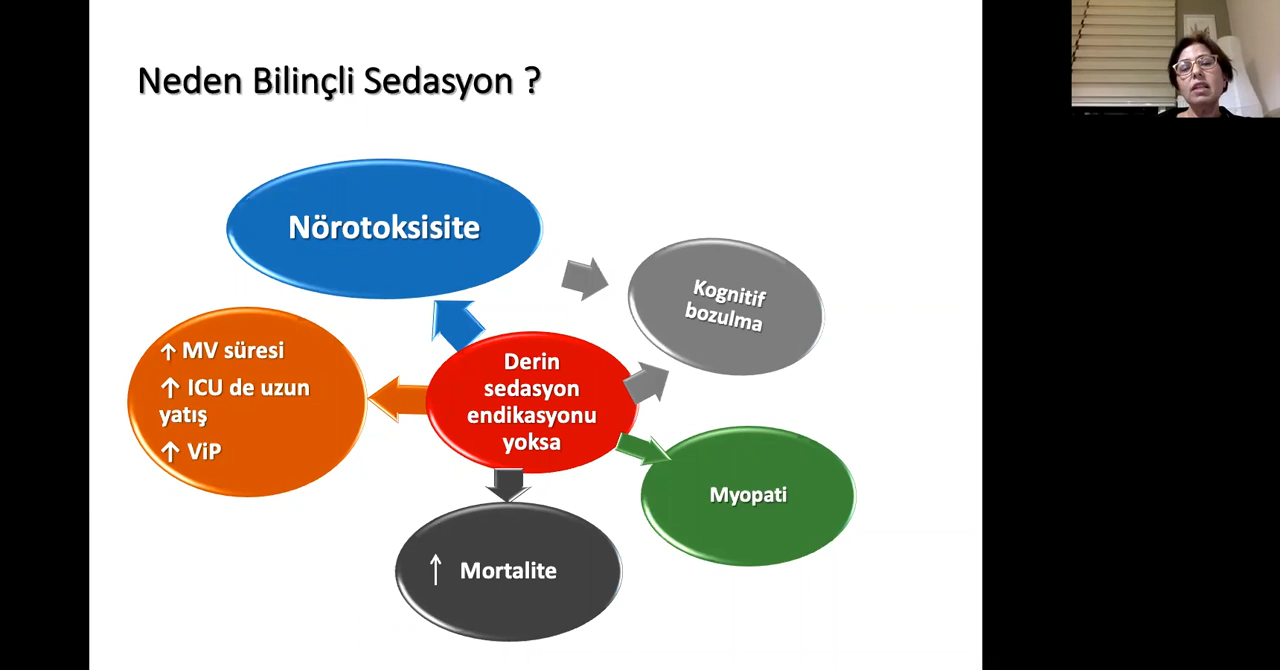 Neden Bilinçli Sedasyon ?
Nörotoksisite
Kognitif
bozulma
↑ MV süresi
↑ ICU de uzun
yatış
↑ ViP
Derin
sedasyon
endikasyonu
yoksa
Myopati
↑ Mortalite